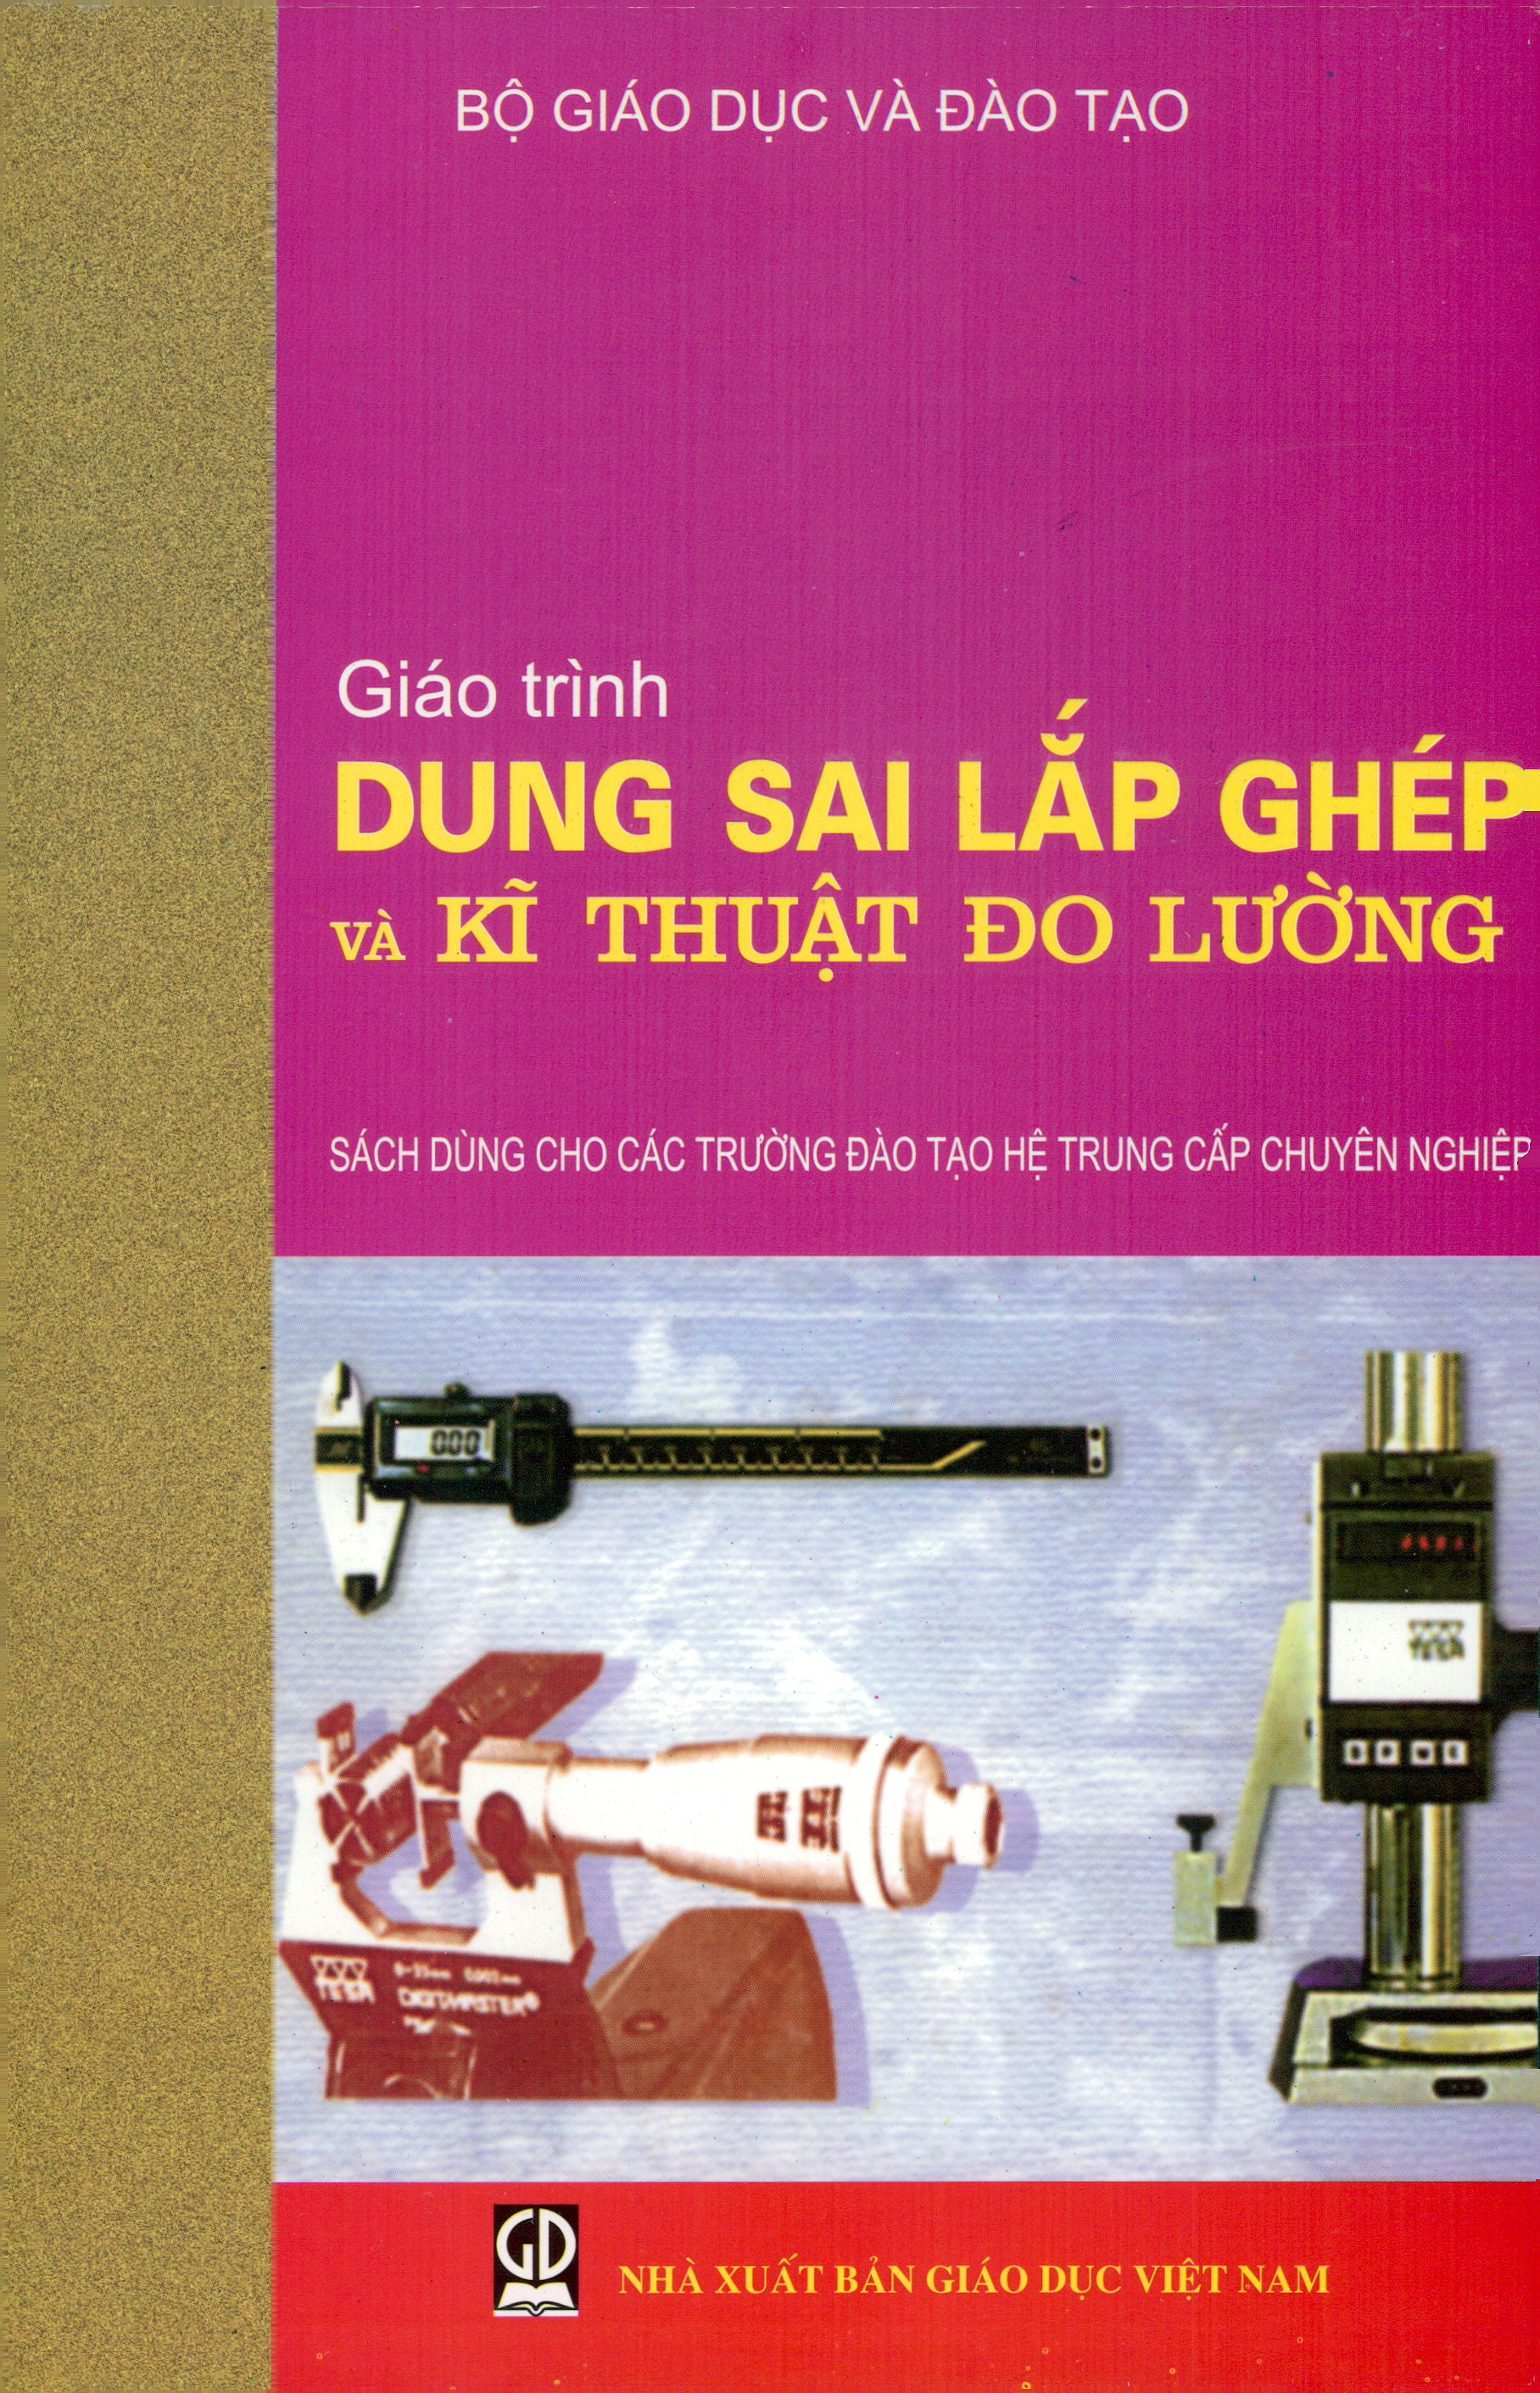 BỘ GIÁO DỤC VÀ ĐÀO TẠO
Giáo trình
DUNG SAI LẮP GHÉP
VÀ KĨ THUẬT ĐO LƯỜNG
SÁCH DÙNG CHO CÁC TRƯỜNG ĐÀO TẠO HỆ TRUNG CẤP CHUYÊN NGHIỆP
000
TESA
TESA
DIGITMASTER®
GD
NHÀ XUẤT BẢN GIÁO DỤC VIỆT NAM